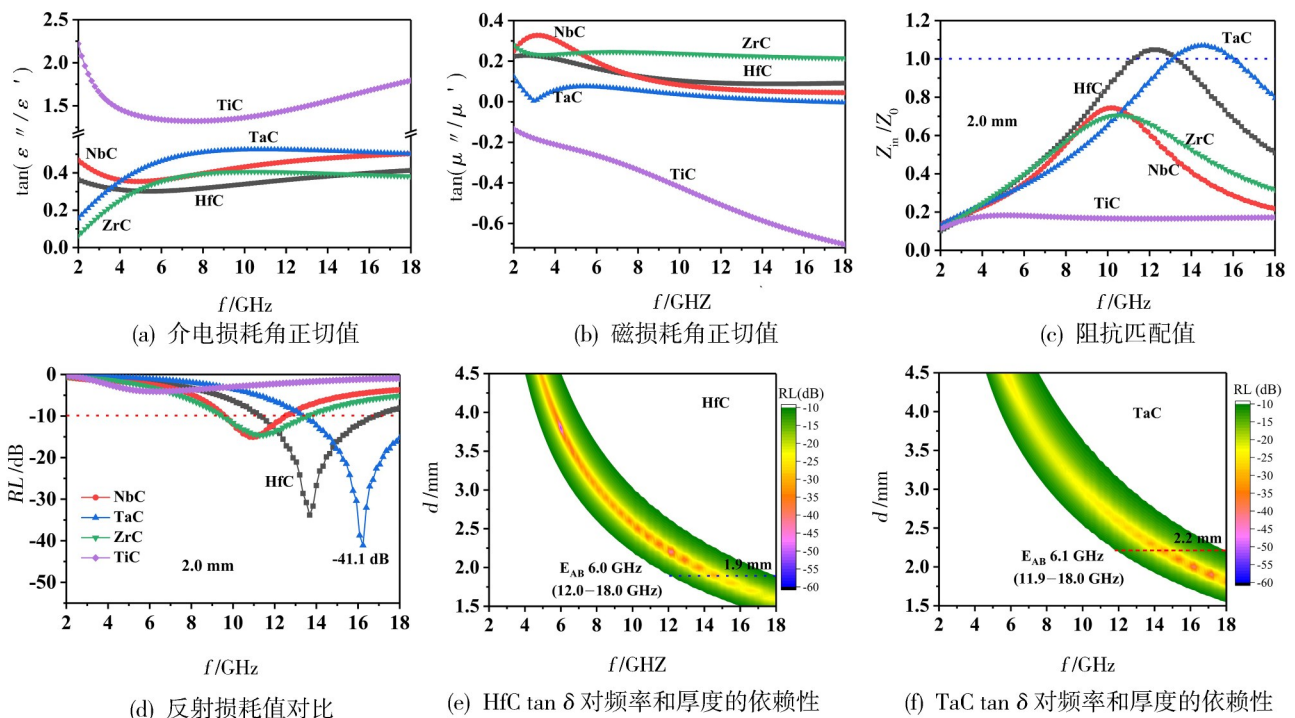 2.5
2.0
1.5
0.4
0.2
0.0
tan(ε″/ε′)
TiC
NbC
TaC
HfC
ZrC
2 4 6 8 10 12 14 16 18
f/GHz
(a) 介电损耗角正切值
0.4
0.2
0.0
-0.2
-0.4
-0.6
tan(μ″/μ′)
NbC
ZrC
HfC
TaC
TiC
2 4 6 8 10 12 14 16 18
f/GHZ
(b) 磁损耗角正切值
1.2
1.0
0.8
0.6
0.4
0.2
0.0
Zin/Z0
TaC
HfC
2.0 mm
ZrC
NbC
TiC
2 4 6 8 10 12 14 16 18
f/GHz
(c) 阻抗匹配值
0
-10
-20
-30
-40
-50
RL/dB
HfC
NbC
TaC
ZrC
TiC
2.0 mm
-41.1 dB
2 4 6 8 10 12 14 16 18
f/GHz
(d) 反射损耗值对比
4.5
4.0
3.5
3.0
2.5
2.0
1.5
d/mm
HfC
1.9 mm
EAB 6.0 GHz
(12.0−18.0 GHz)
2 4 6 8 10 12 14 16 18
f/GHZ
RL(dB)
-10
-15
-20
-25
-30
-35
-40
-45
-50
-55
-60
(e) HfC tan δ 对频率和厚度的依赖性
4.5
4.0
3.5
3.0
2.5
2.0
1.5
d/mm
TaC
2.2 mm
EAB 6.1 GHz
(11.9−18.0 GHz)
2 4 6 8 10 12 14 16 18
f/GHz
RL (dB)
-10
-15
-20
-25
-30
-35
-40
-45
-50
-55
-60
(f) TaC tan δ 对频率和厚度的依赖性